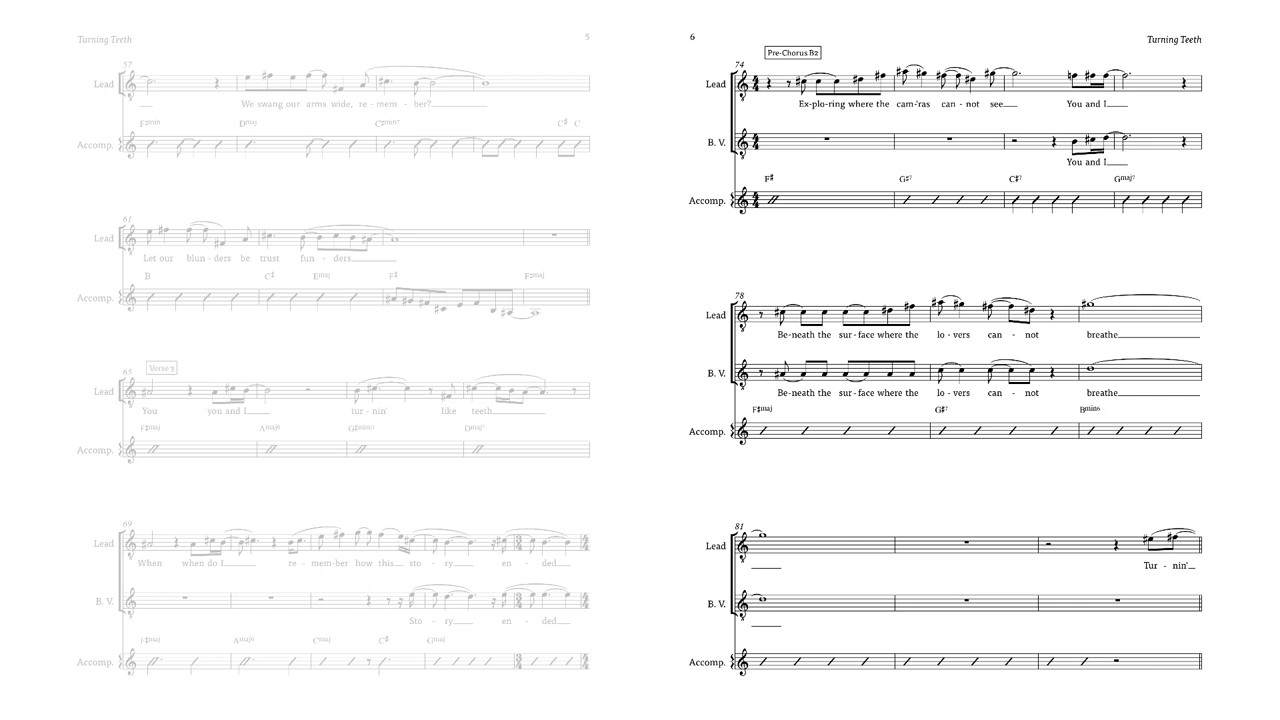 Turning Teeth 5
57
Lead
We swang our arms wide, re - mem - ber?
F♯min Dmaj C♯min7 C♯ C
Accomp.
61
Lead
Let our blun - ders be trust fun - ders
B C♯ Emaj F♯ F♯maj
Accomp.
Verse 3
65
Lead
You you and I tur - nin' like teeth
F♯maj Amaj6 G♯min11 Dmaj7
Accomp.
69
Lead
When when do I re - mem-ber how this sto - ry en - ded
B. V.
Sto - ry en - ded
F♯maj Amaj6 Cmaj C♯ Gmaj
Accomp.
6 Turning Teeth
Pre-Chorus B2
74
Lead
Ex-plo-ring where the cam-'ras can - not see You and I
B. V.
You and I
F♯ G♯7 C♯7 Gmaj7
Accomp.
78
Lead
Be-neath the sur-face where the lo-vers can - not breathe
B. V.
Be-neath the sur-face where the lo-vers can - not breathe
F♯maj G♯7 Bmin6
Accomp.
81
Lead
Tur - nin'
B. V.
Accomp.